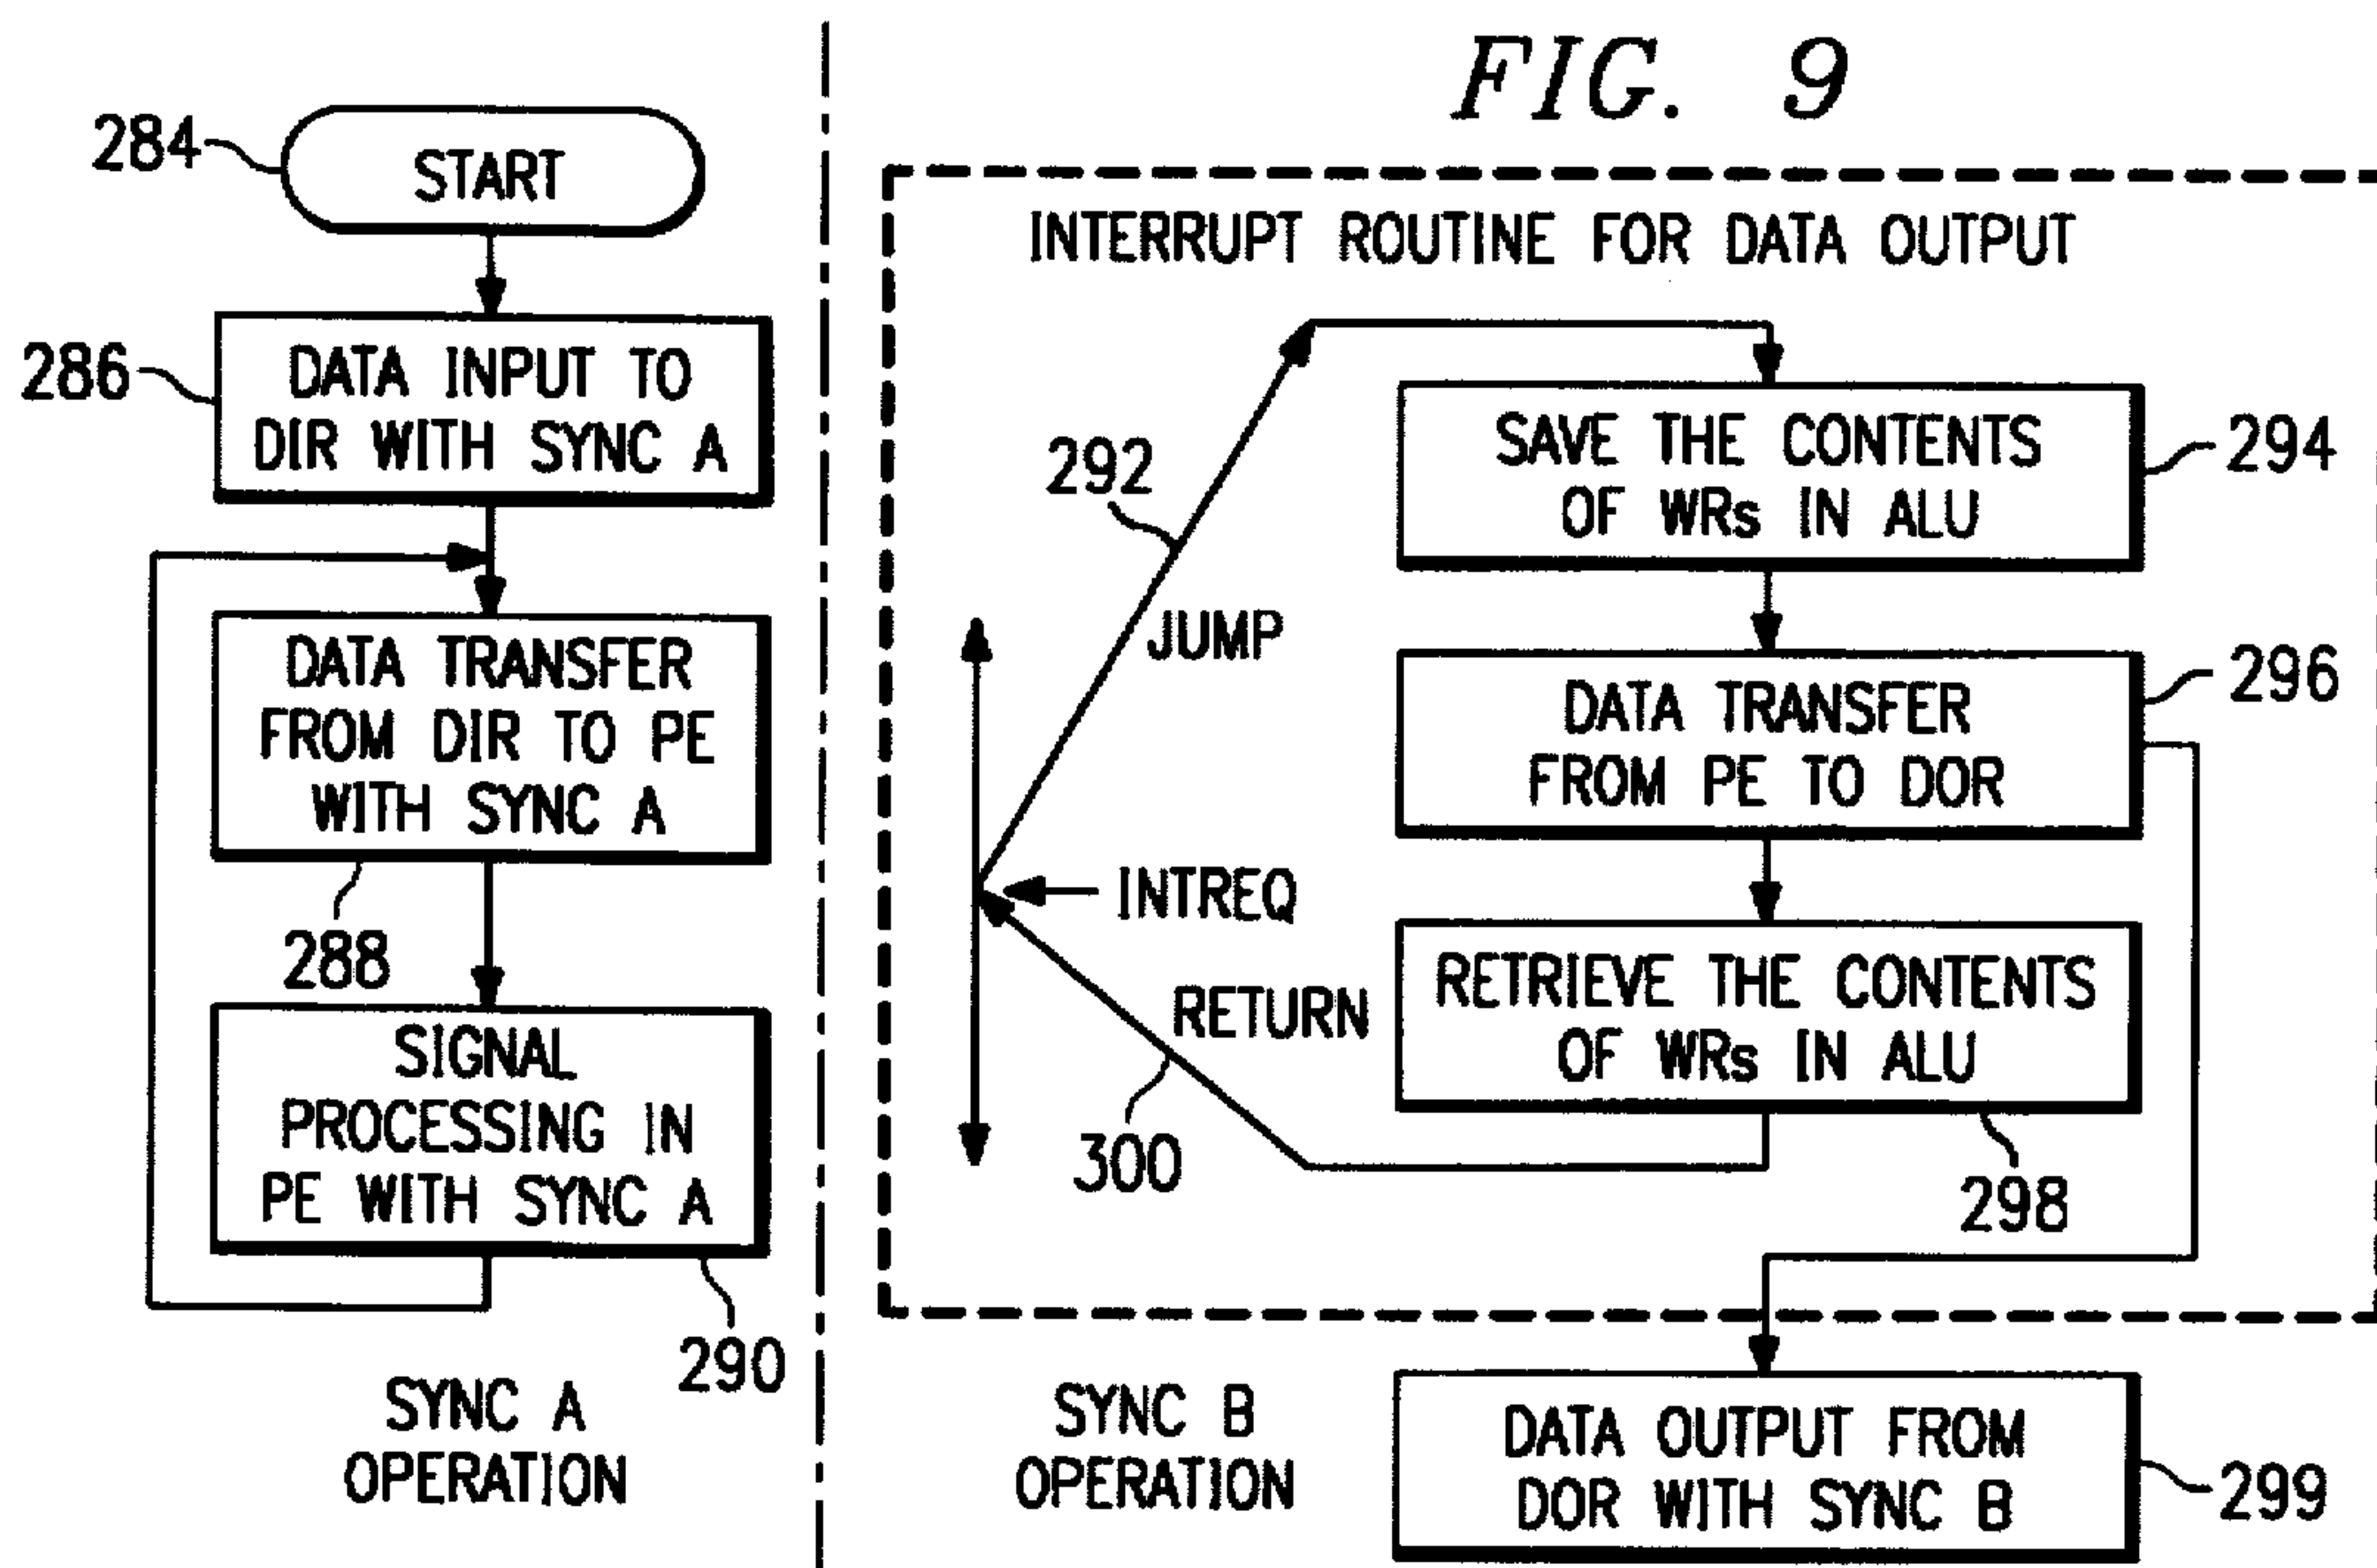 FIG. 9
284
START
286
DATA INPUT TO
DIR WITH SYNC A
DATA TRANSFER
FROM DIR TO PE
WITH SYNC A
288
SIGNAL
PROCESSING IN
PE WITH SYNC A
290
SYNC A
OPERATION
INTERRUPT ROUTINE FOR DATA OUTPUT
292
JUMP
INTREQ
RETURN
300
SAVE THE CONTENTS
OF WRs IN ALU
294
DATA TRANSFER
FROM PE TO DOR
296
RETRIEVE THE CONTENTS
OF WRs IN ALU
298
SYNC B
OPERATION
DATA OUTPUT FROM
DOR WITH SYNC B
299